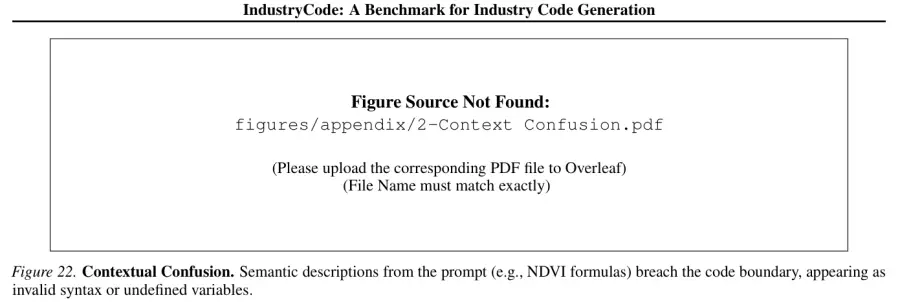 IndustryCode: A Benchmark for Industry Code Generation
Figure Source Not Found:
figures/appendix/2-Context Confusion.pdf
(Please upload the corresponding PDF file to Overleaf)
(File Name must match exactly)
Figure 22. Contextual Confusion. Semantic descriptions from the prompt (e.g., NDVI formulas) breach the code boundary, appearing as
invalid syntax or undefined variables.